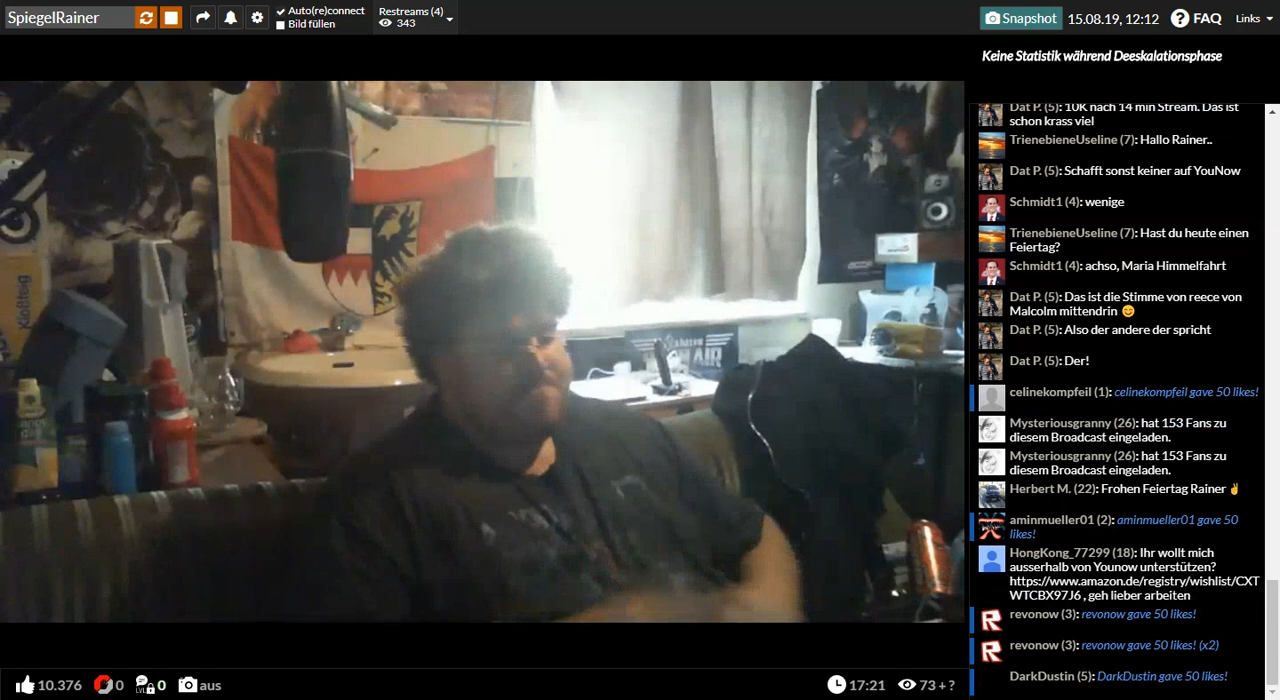 SpiegelRainer
Auto(re)connect
Bild füllen
Restreams (4)
343
Snapshot
15.08.19, 12:12
FAQ
Links
Keine Statistik während Deeskalationsphase
Dat P. (5): 10K nach 14 min Stream. Das ist
schon krass viel
TrienebieneUseline (7): Hallo Rainer..
Dat P. (5): Schafft sonst keiner auf YouNow
Schmidt1 (4): wenige
TrienebieneUseline (7): Hast du heute einen
Feiertag?
Schmidt1 (4): achso, Maria Himmelfahrt
Dat P. (5): Das ist die Stimme von reece von
Malcolm mittendrin 😊
Dat P. (5): Also der andere der spricht
Dat P. (5): Der!
celinekompfeil (1): celinekompfeil gave 50 likes!
Mysteriousgranny (26): hat 153 Fans zu
diesem Broadcast eingeladen.
Mysteriousgranny (26): hat 153 Fans zu
diesem Broadcast eingeladen.
Herbert M. (22): Frohen Feiertag Rainer ✌
aminmueller01 (2): aminmueller01 gave 50
likes!
HongKong_77299 (18): Ihr wollt mich
ausserhalb von Younow unterstützen?
https://www.amazon.de/registry/wishlist/CXT
WTCBX97J6 , geh lieber arbeiten
revonow (3): revonow gave 50 likes!
revonow (3): revonow gave 50 likes! (x2)
DarkDustin (5): DarkDustin gave 50 likes!
10.376
0
LVL
0
aus
17:21
73 + ?